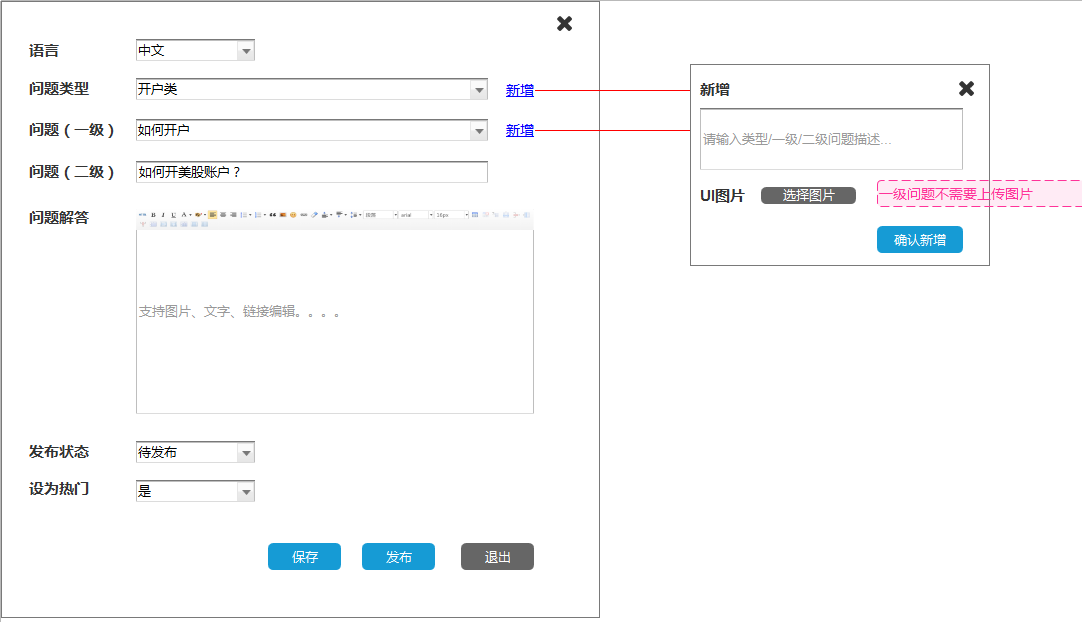 语言
中文
问题类型
开户类
新增
问题（一级）
如何开户
新增
问题（二级）
如何开美股账户？
问题解答
B I U A
arial
16px
支持图片、文字、链接编辑。。。。
发布状态
待发布
设为热门
是
保存
发布
退出
新增
请输入类型/一级/二级问题描述...
UI图片
选择图片
一级问题不需要上传图片
确认新增